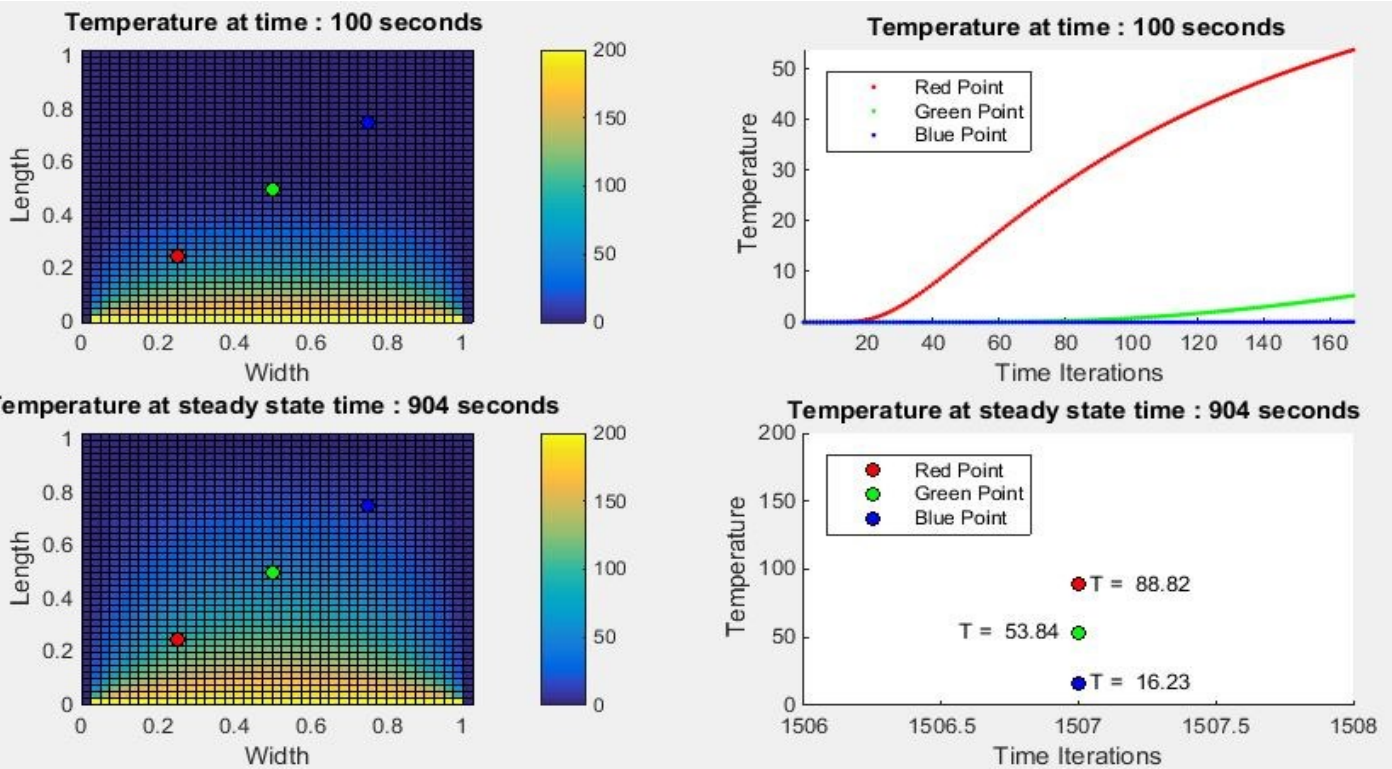 Temperature at time : 100 seconds
1
0.8
0.6
0.4
0.2
0
Length
0 0.2 0.4 0.6 0.8 1
Width
200
150
100
50
0
Temperature at time : 100 seconds
50
40
30
20
10
0
Temperature
Red Point
Green Point
Blue Point
20 40 60 80 100 120 140 160
Time Iterations
emperature at steady state time : 904 seconds
1
0.8
0.6
0.4
0.2
0
Length
0 0.2 0.4 0.6 0.8 1
Width
200
150
100
50
0
Temperature at steady state time : 904 seconds
200
150
100
50
0
Temperature
Red Point
Green Point
Blue Point
T = 88.82
T = 53.84
T = 16.23
1506 1506.5 1507 1507.5 1508
Time Iterations